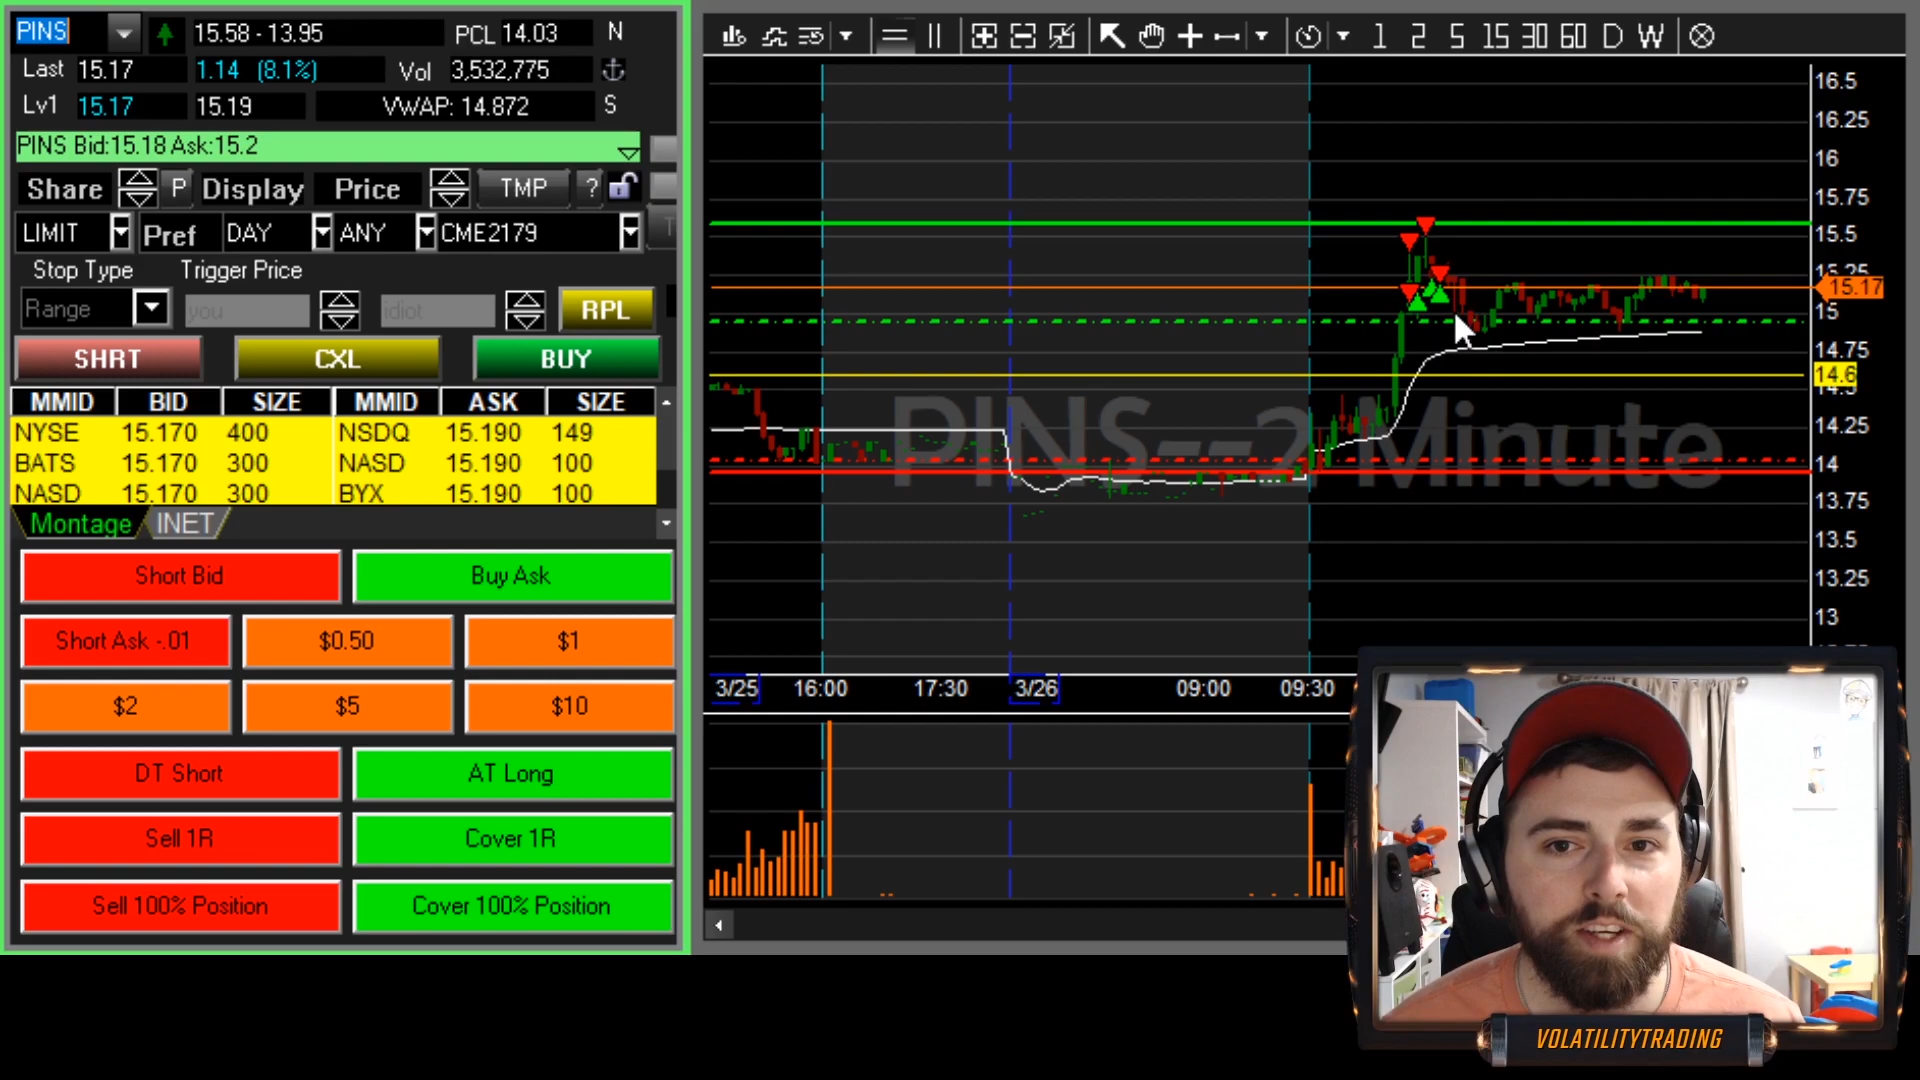 PINS 15.58 - 13.95 PCL 14.03 N
Last 15.17 1.14 (8.1%) Vol 3,532,775
Lv1 15.17 15.19 VWAP: 14.872 S
PINS Bid:15.18 Ask:15.2
Share P Display Price TMP ?
LIMIT Pref DAY ANY CME2179
Stop Type Trigger Price
Range you idiot RPL
SHRT CXL BUY
MMID BID SIZE MMID ASK SIZE
NYSE 15.170 400 NSDQ 15.190 149
BATS 15.170 300 NASD 15.190 100
NASD 15.170 300 BYX 15.190 100
Montage INET
Short Bid Buy Ask
Short Ask -.01 $0.50 $1
$2 $5 $10
DT Short AT Long
Sell 1R Cover 1R
Sell 100% Position Cover 100% Position
1 2 5 15 30 60 D W
16.5
16.25
16
15.75
15.5
15.25
15.17
15
14.75
14.6
14.5
14.25
14
13.75
13.5
13.25
13
PINS--2 Minute
3/25 16:00 17:30 3/26 09:00 09:30
VOLATILITYTRADING